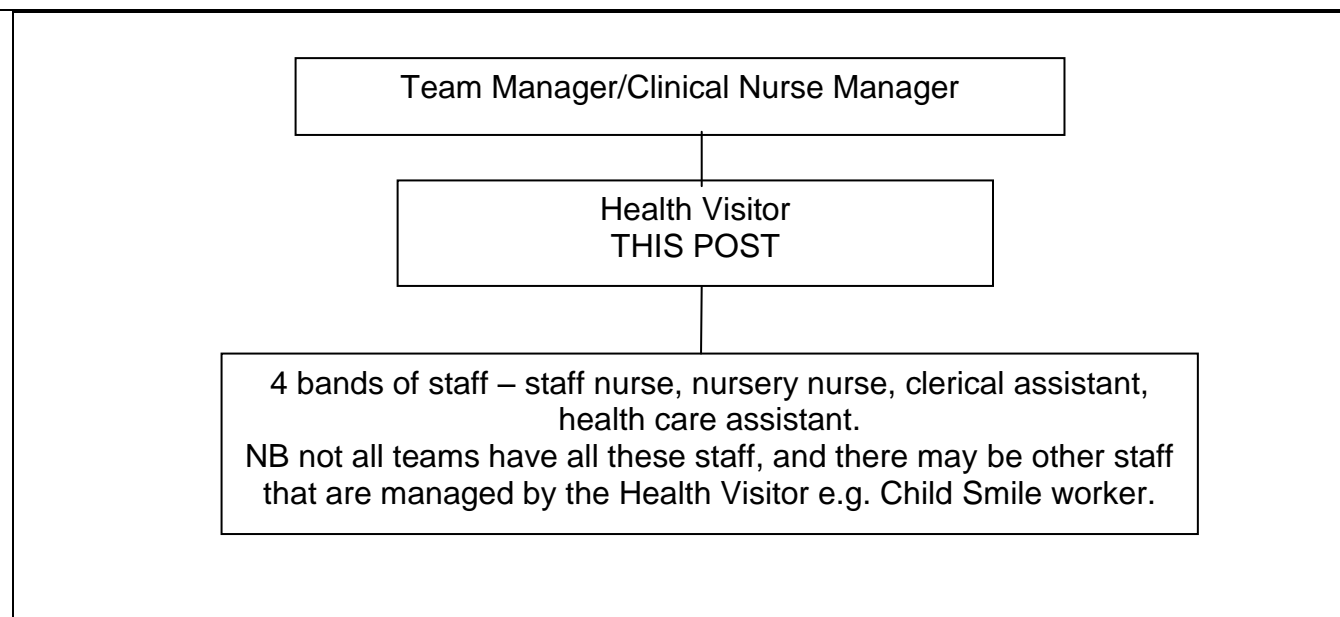 Team Manager/Clinical Nurse Manager
Health Visitor
THIS POST
4 bands of staff – staff nurse, nursery nurse, clerical assistant,
health care assistant.
NB not all teams have all these staff, and there may be other staff
that are managed by the Health Visitor e.g. Child Smile worker.